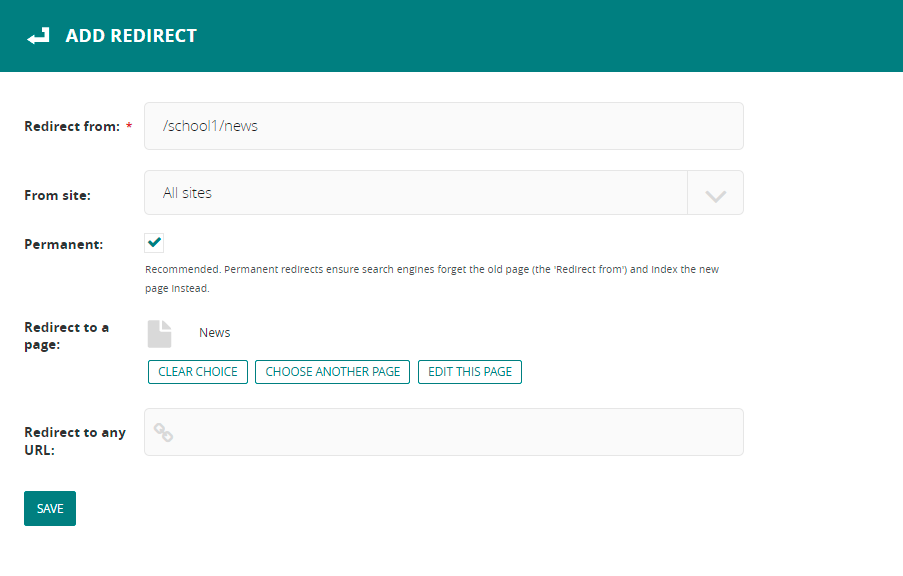 ADD REDIRECT
Redirect from: *
/school1/news
From site:
All sites
Permanent:
Recommended. Permanent redirects ensure search engines forget the old page (the 'Redirect from') and index the new
page instead.
Redirect to a
page:
News
CLEAR CHOICE
CHOOSE ANOTHER PAGE
EDIT THIS PAGE
Redirect to any
URL:
SAVE